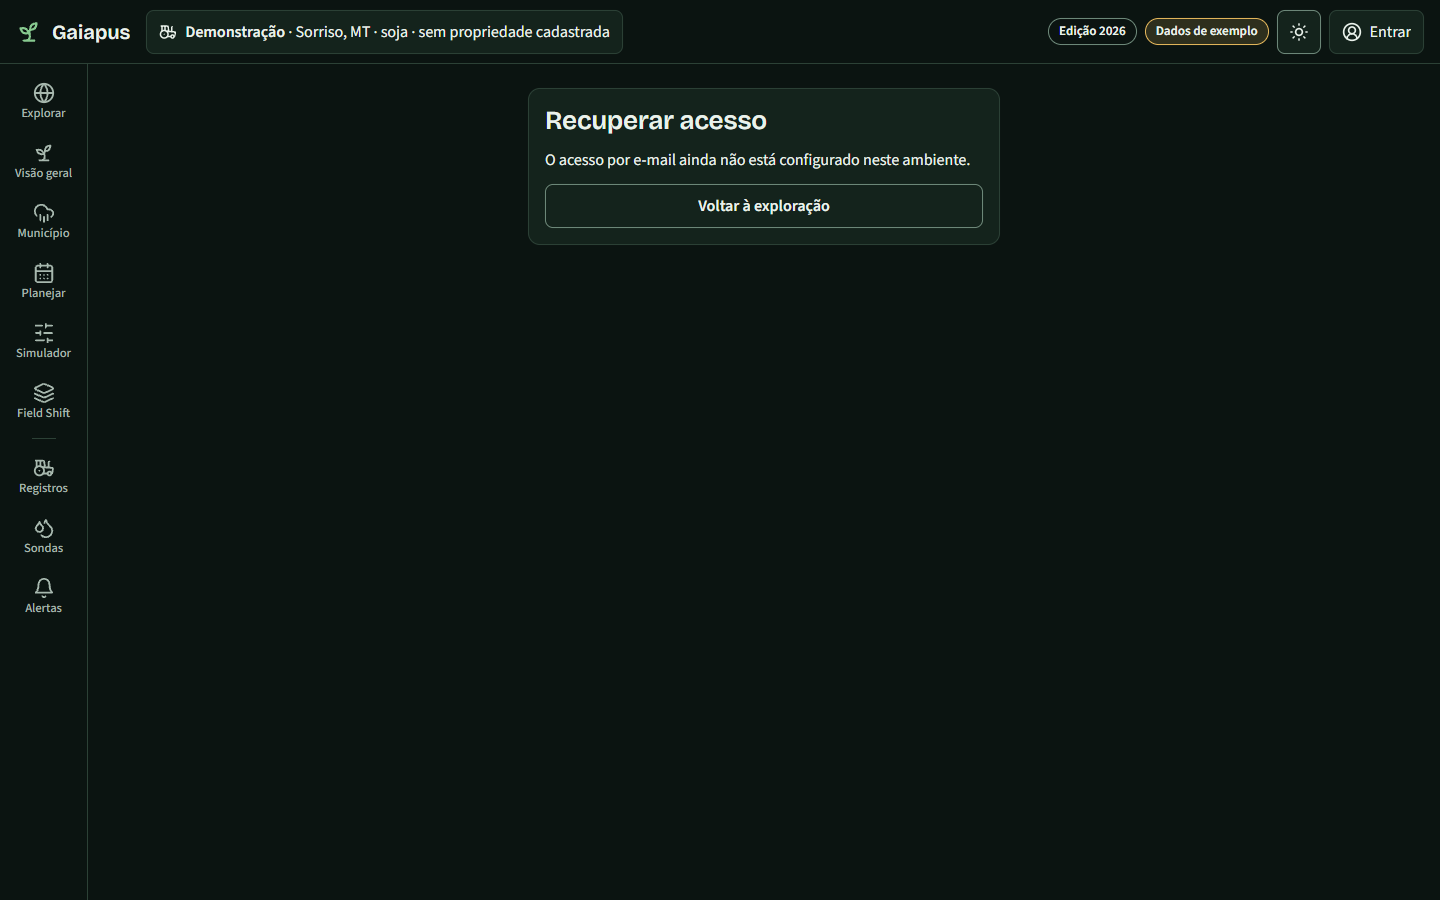 Gaiapus
Demonstração · Sorriso, MT · soja · sem propriedade cadastrada
Edição 2026
Dados de exemplo
Entrar
Explorar
Visão geral
Município
Planejar
Simulador
Field Shift
Registros
Sondas
Alertas
Recuperar acesso
O acesso por e-mail ainda não está configurado neste ambiente.
Voltar à exploração